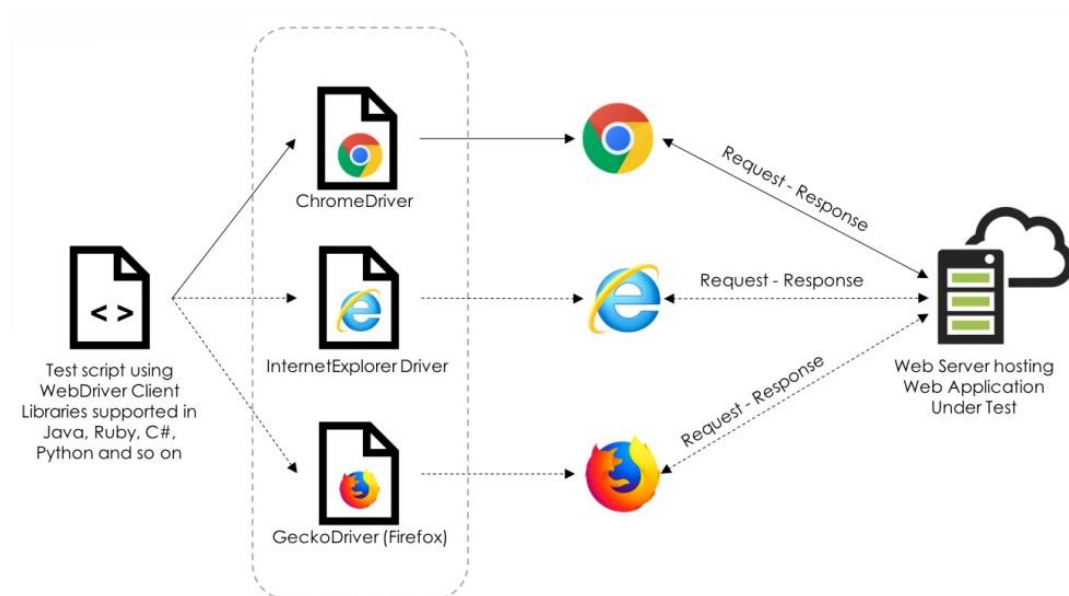 ChromeDriver
Request - Response
< >
Test script using
WebDriver Client
Libraries supported in
Java, Ruby, C#,
Python and so on
InternetExplorer Driver
Request - Response
Web Server hosting
Web Application
Under Test
Request - Response
GeckoDriver (Firefox)